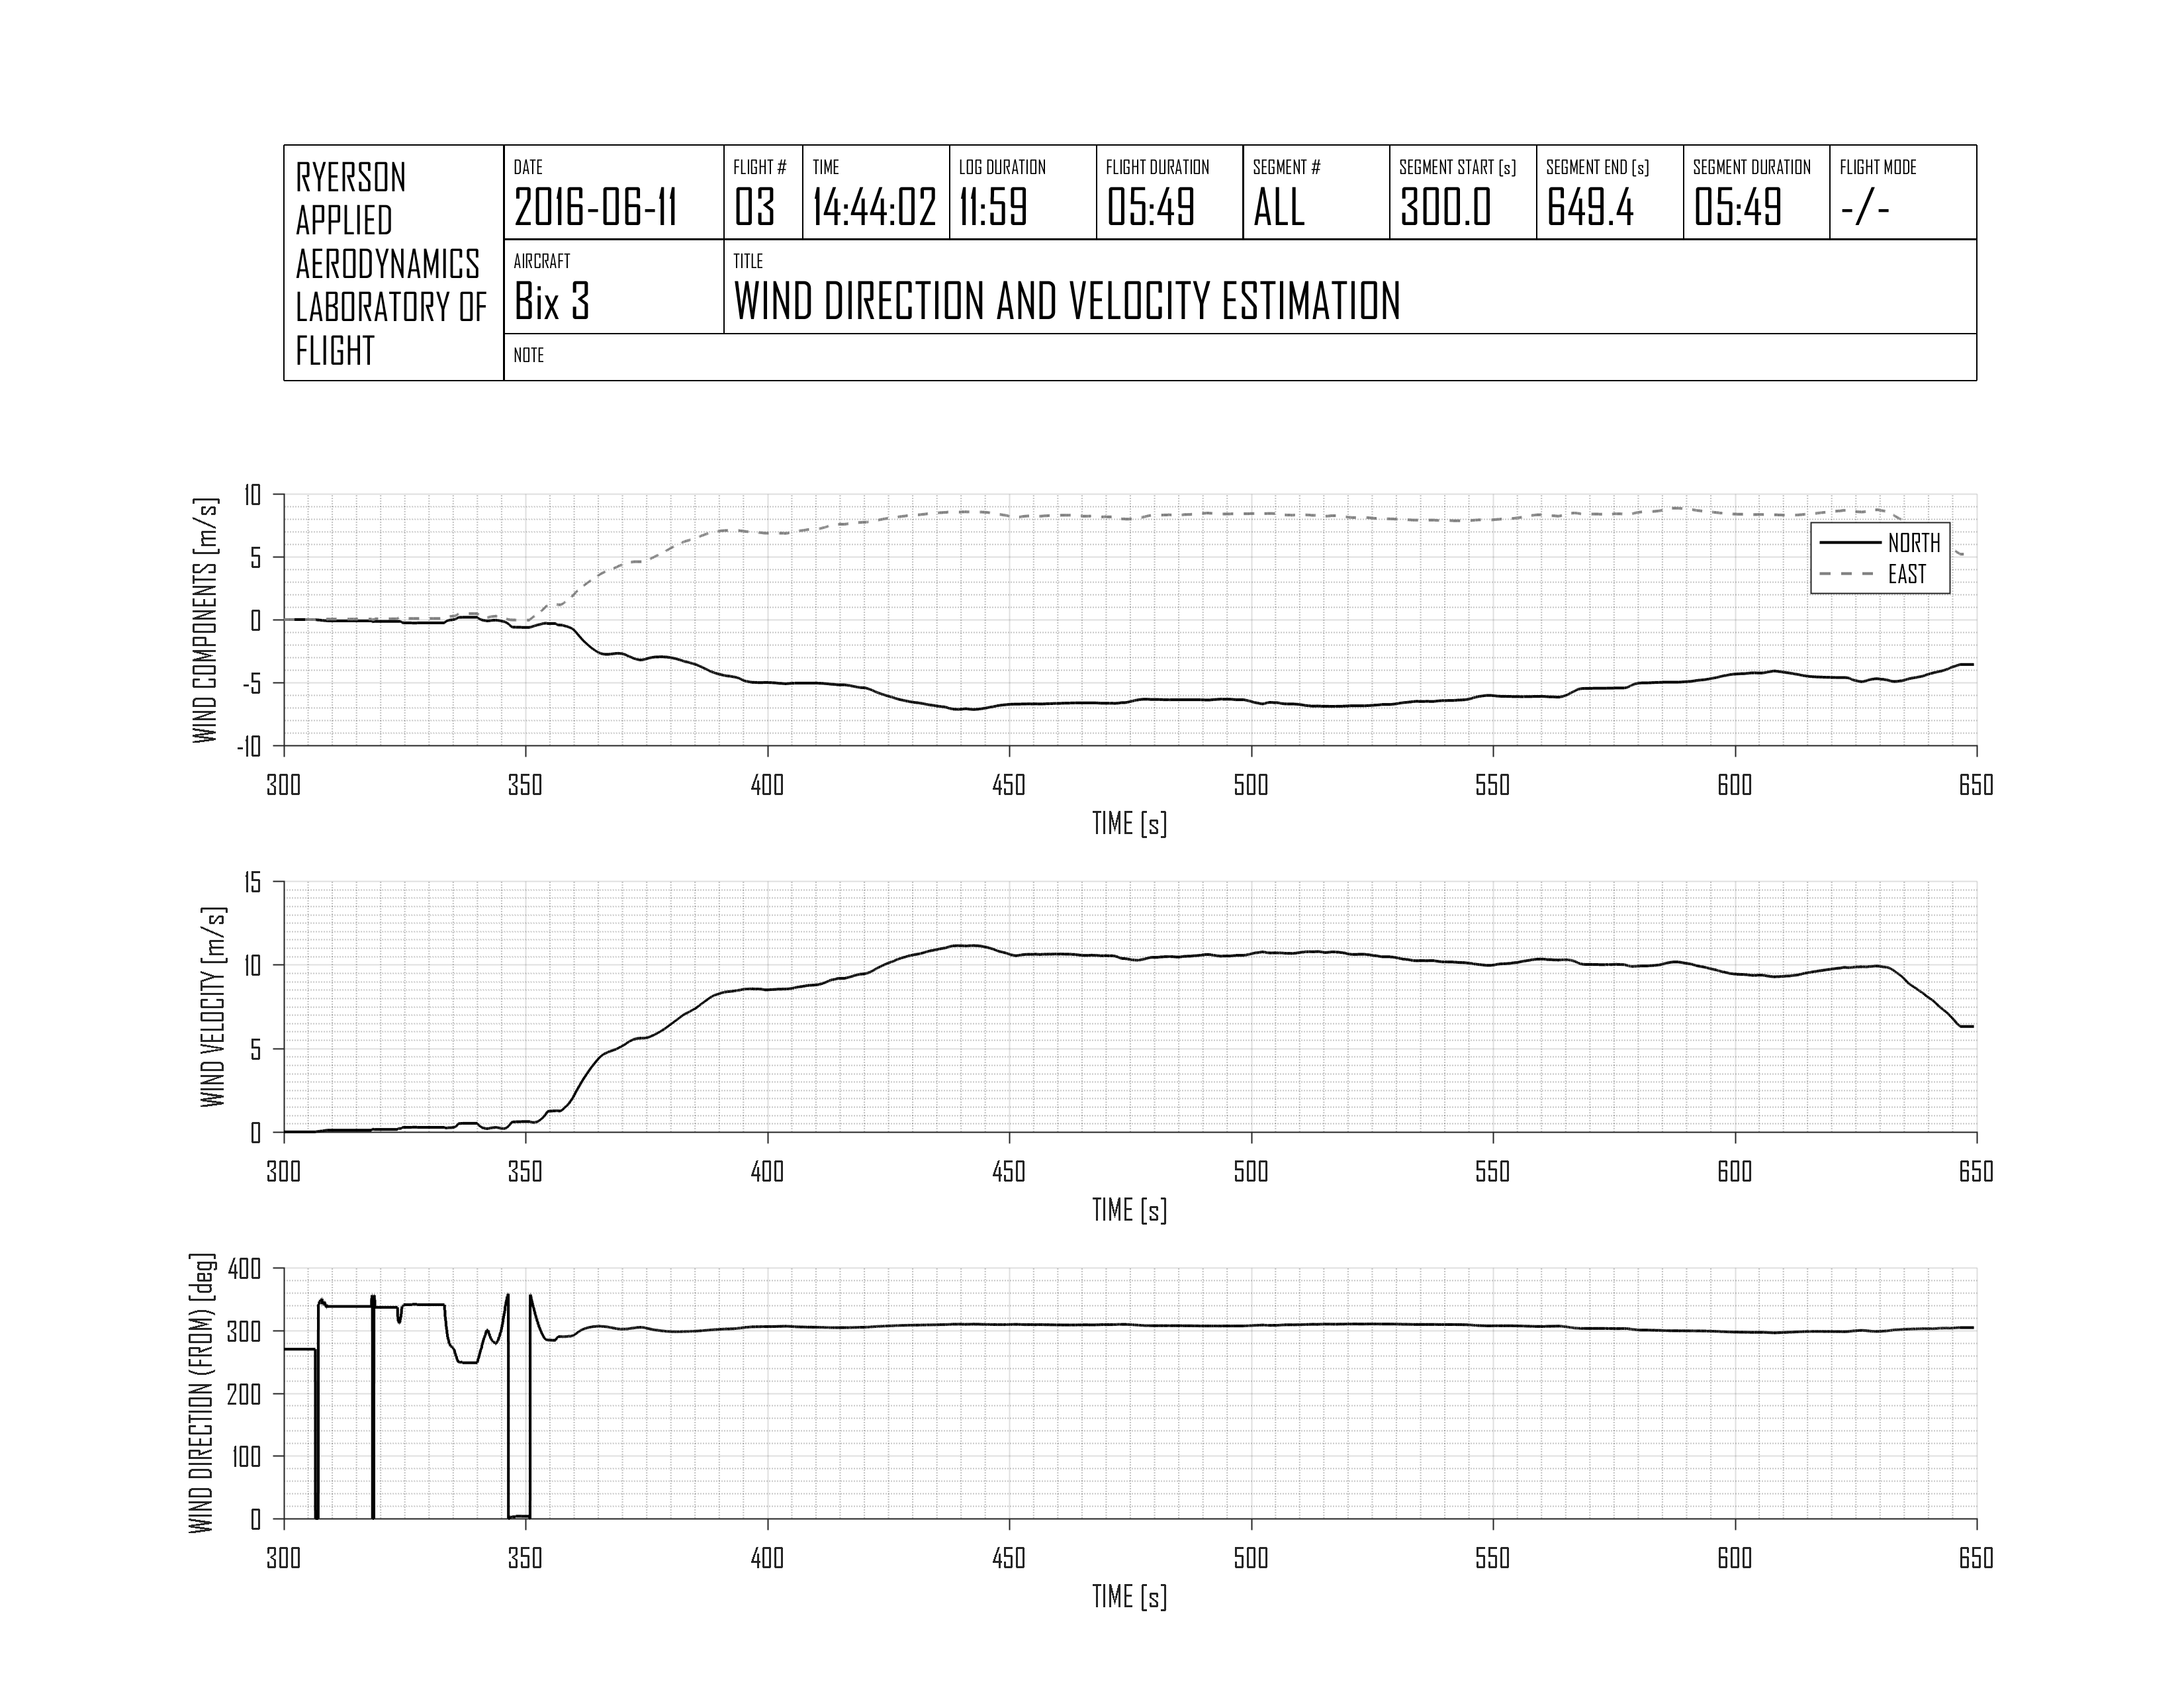 RYERSON
APPLIED
AERODYNAMICS
LABORATORY OF
FLIGHT
DATE
2016-06-11
FLIGHT #
03
TIME
14:44:02
LOG DURATION
11:59
FLIGHT DURATION
05:49
SEGMENT #
ALL
SEGMENT START [s]
300.0
SEGMENT END [s]
649.4
SEGMENT DURATION
05:49
FLIGHT MODE
-/-
AIRCRAFT
Bix 3
TITLE
WIND DIRECTION AND VELOCITY ESTIMATION
NOTE
WIND COMPONENTS [m/s]
10
5
0
-5
-10
NORTH
EAST
300 350 400 450 500 550 600 650
TIME [s]
WIND VELOCITY [m/s]
15
10
5
0
300 350 400 450 500 550 600 650
TIME [s]
WIND DIRECTION (FROM) [deg]
400
300
200
100
0
300 350 400 450 500 550 600 650
TIME [s]